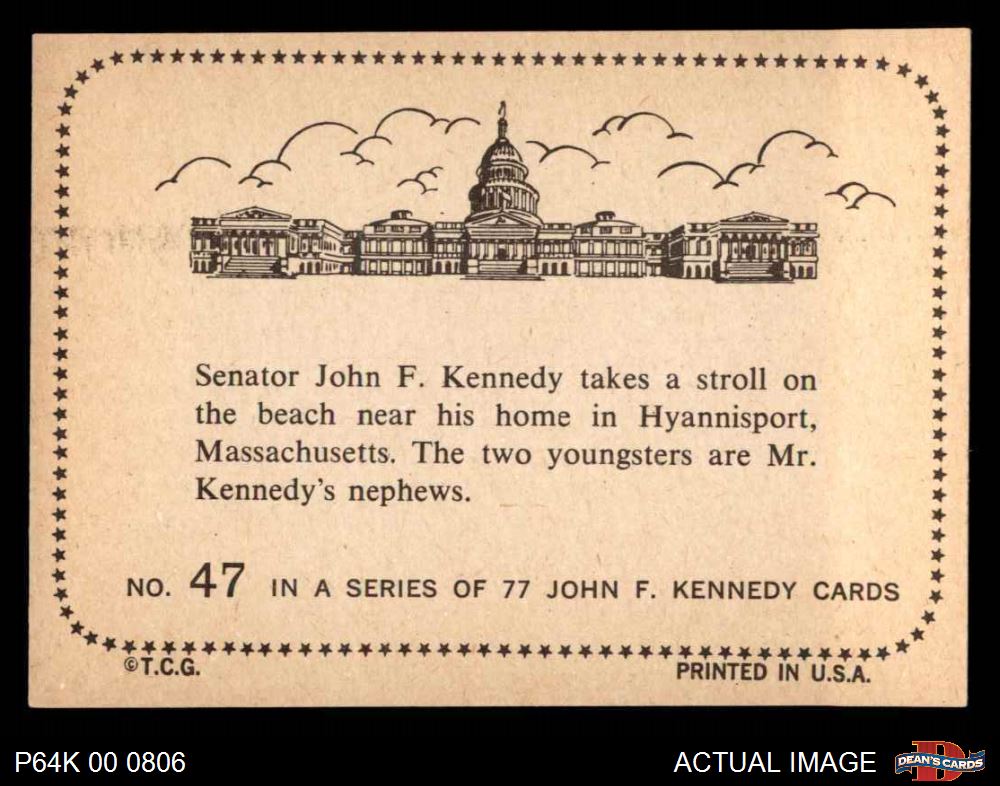 Senator John F. Kennedy takes a stroll on
the beach near his home in Hyannisport,
Massachusetts. The two youngsters are Mr.
Kennedy's nephews.
NO. 47 IN A SERIES OF 77 JOHN F. KENNEDY CARDS
©T.C.G. PRINTED IN U.S.A.
P64K 00 0806 ACTUAL IMAGE D DEAN'S CARDS